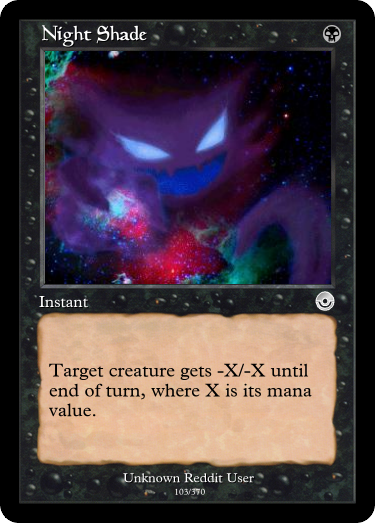 Night Shade
Instant
Target creature gets -X/-X until
end of turn, where X is its mana
value.
Unknown Reddit User
103/370